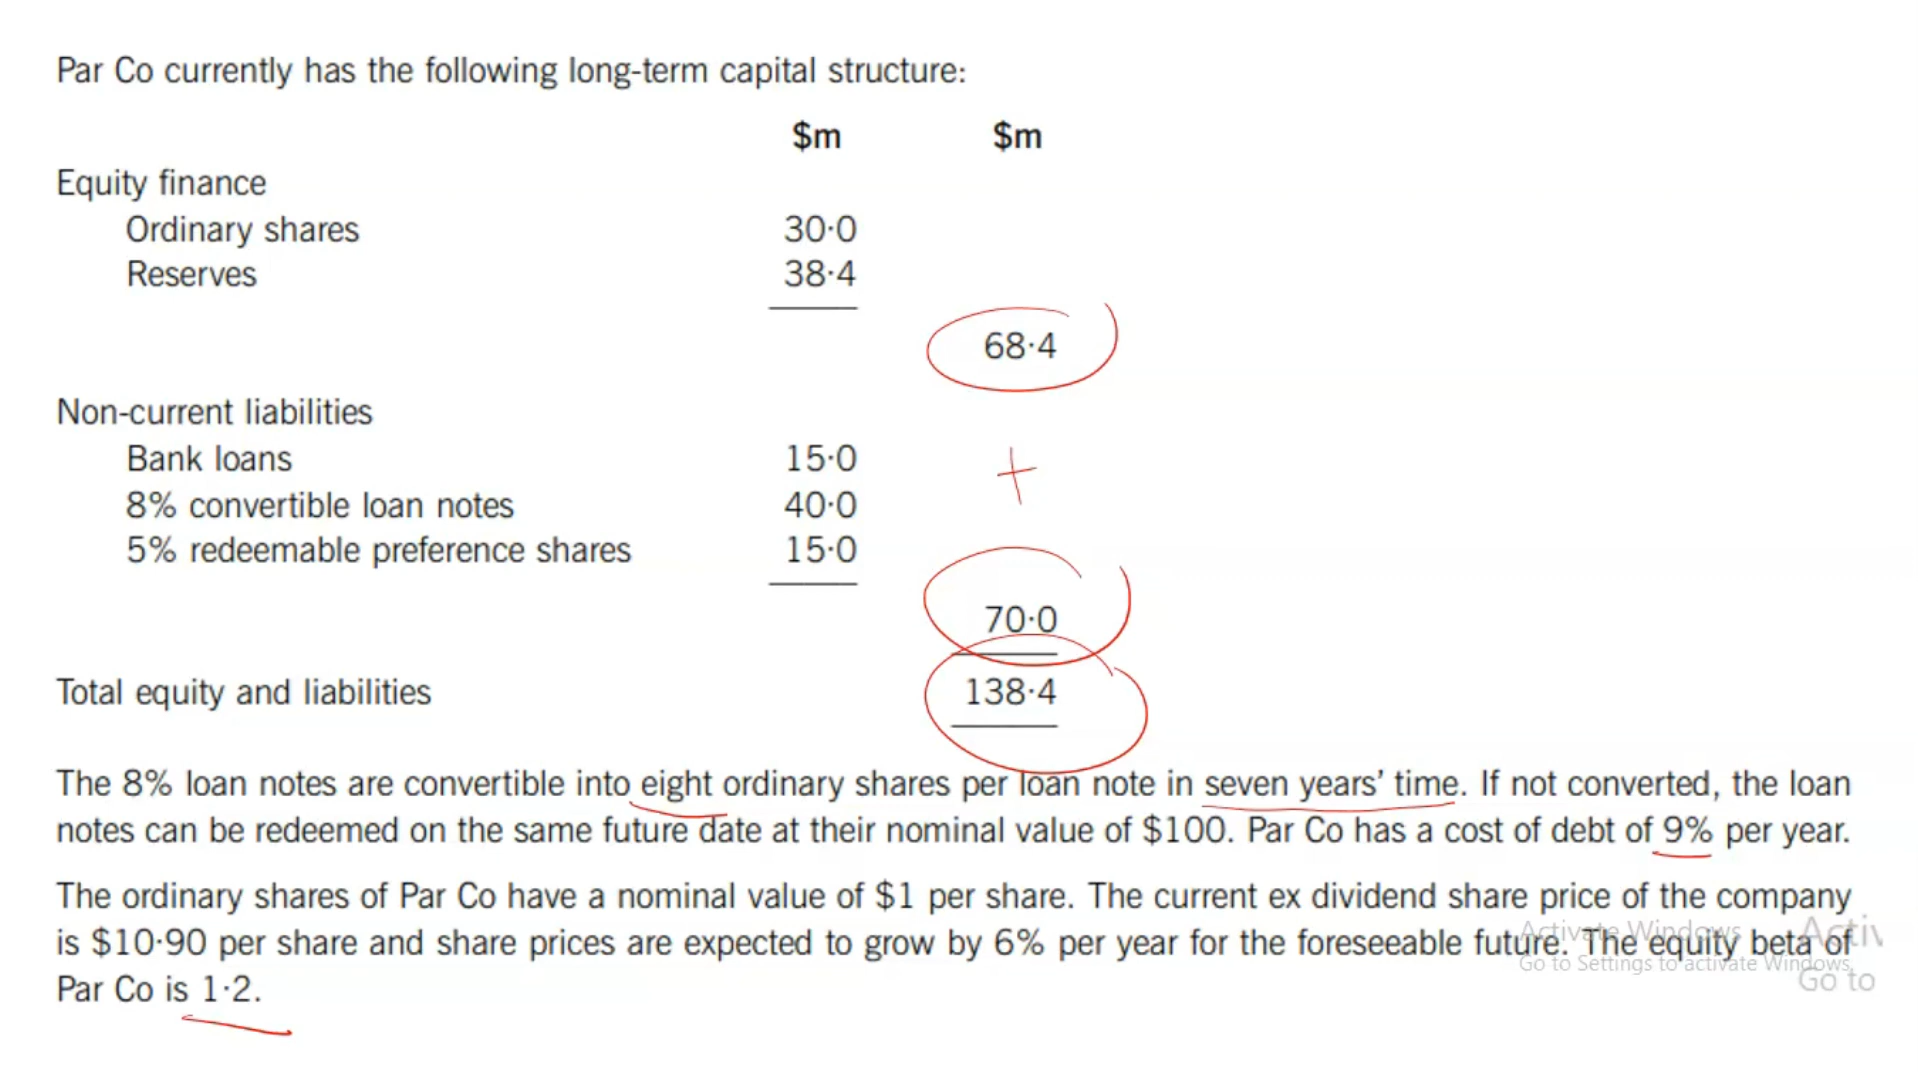 Par Co currently has the following long-term capital structure:
$m $m
Equity finance
Ordinary shares 30·0
Reserves 38·4
68·4
Non-current liabilities
Bank loans 15·0
+
8% convertible loan notes 40·0
5% redeemable preference shares 15·0
70·0
Total equity and liabilities 138·4
The 8% loan notes are convertible into eight ordinary shares per loan note in seven years’ time. If not converted, the loan
notes can be redeemed on the same future date at their nominal value of $100. Par Co has a cost of debt of 9% per year.
The ordinary shares of Par Co have a nominal value of $1 per share. The current ex dividend share price of the company
is $10·90 per share and share prices are expected to grow by 6% per year for the foreseeable future. The equity beta of
Par Co is 1·2.
Activate Windows
Go to Settings to activate Windows.
Activ
Go to